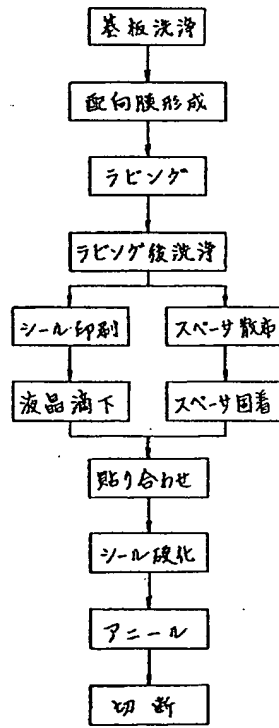 基板洗浄
配向膜形成
ラビング
ラビング後洗浄
シール印刷
スペーサ散布
液晶滴下
スペーサ固着
貼り合わせ
シール硬化
アニール
切断